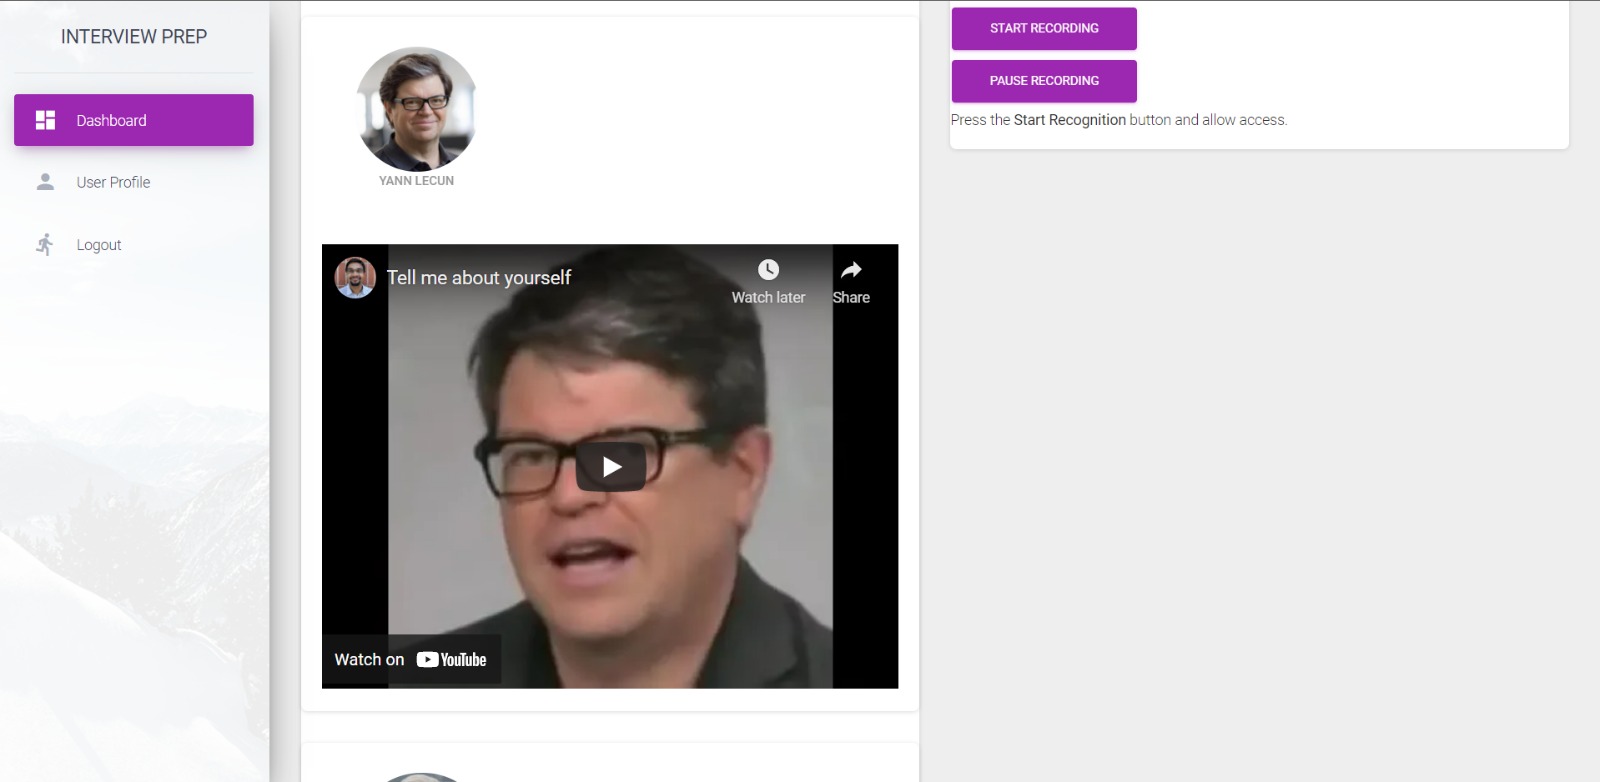 INTERVIEW PREP
Dashboard
User Profile
Logout
YANN LECUN
Tell me about yourself
Watch later
Share
Watch on YouTube
START RECORDING
PAUSE RECORDING
Press the Start Recognition button and allow access.